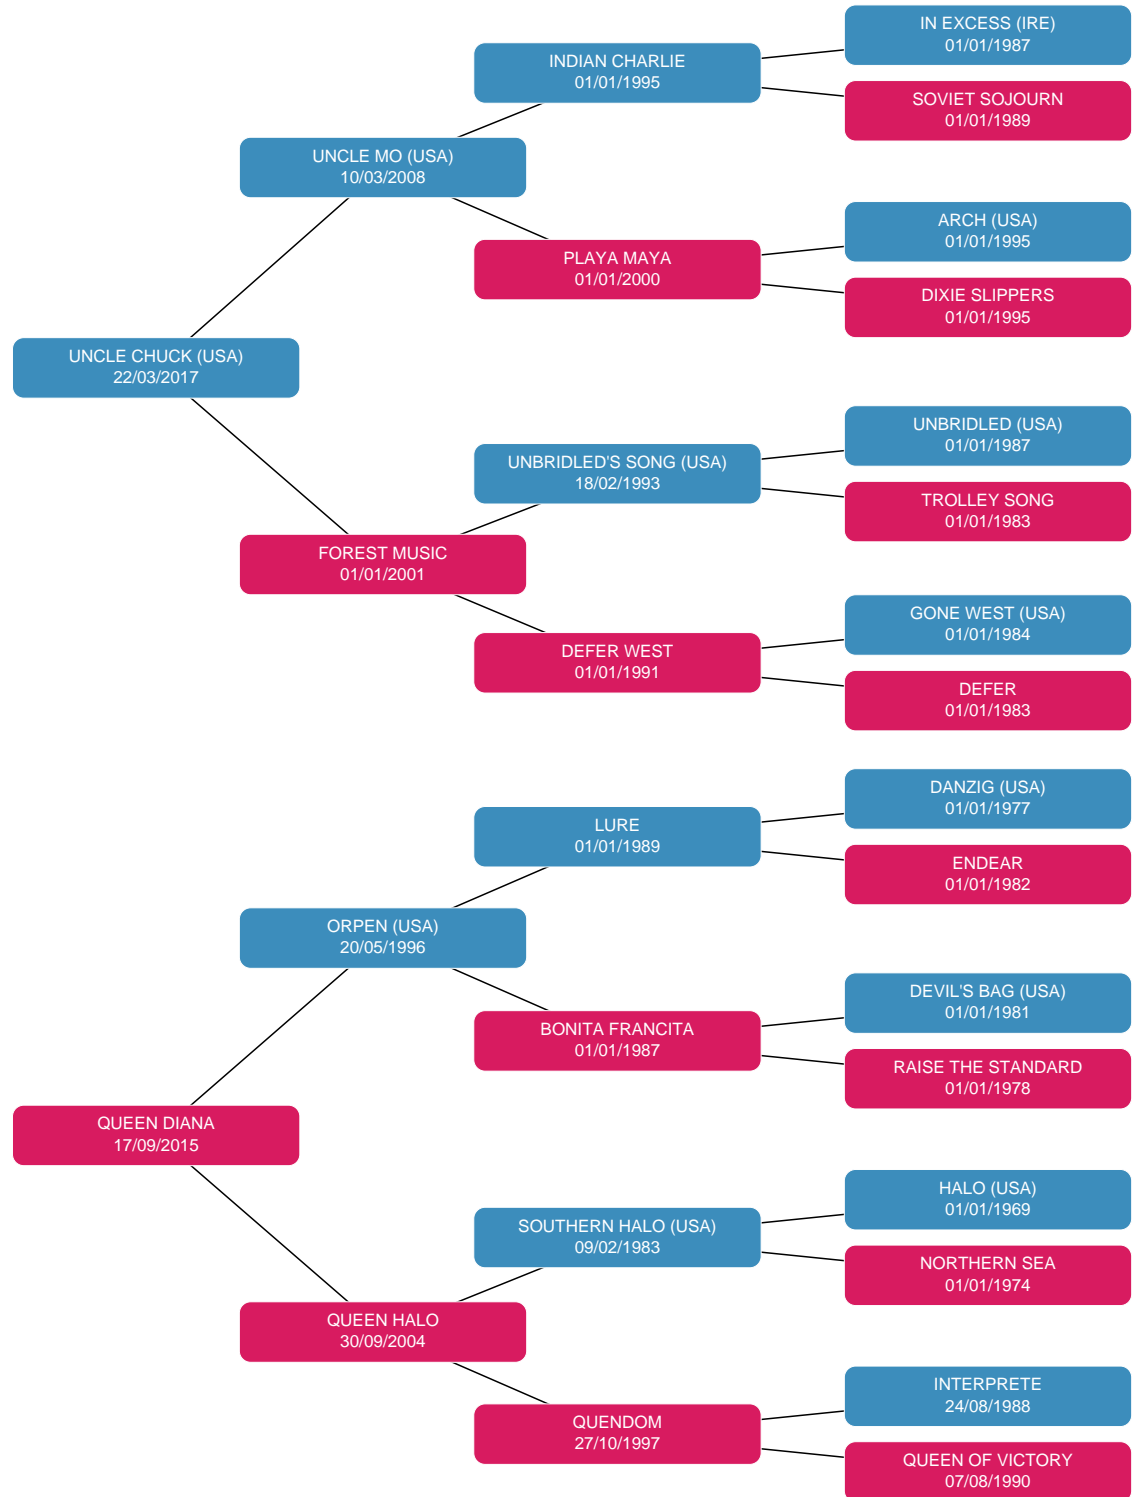 IN EXCESS (IRE)
01/01/1987
INDIAN CHARLIE
01/01/1995
SOVIET SOJOURN
01/01/1989
UNCLE MO (USA)
10/03/2008
ARCH (USA)
01/01/1995
PLAYA MAYA
01/01/2000
DIXIE SLIPPERS
01/01/1995
UNCLE CHUCK (USA)
22/03/2017
UNBRIDLED (USA)
01/01/1987
UNBRIDLED'S SONG (USA)
18/02/1993
TROLLEY SONG
01/01/1983
FOREST MUSIC
01/01/2001
GONE WEST (USA)
01/01/1984
DEFER WEST
01/01/1991
DEFER
01/01/1983
DANZIG (USA)
01/01/1977
LURE
01/01/1989
ENDEAR
01/01/1982
ORPEN (USA)
20/05/1996
DEVIL'S BAG (USA)
01/01/1981
BONITA FRANCITA
01/01/1987
RAISE THE STANDARD
01/01/1978
QUEEN DIANA
17/09/2015
HALO (USA)
01/01/1969
SOUTHERN HALO (USA)
09/02/1983
NORTHERN SEA
01/01/1974
QUEEN HALO
30/09/2004
INTERPRETE
24/08/1988
QUENDOM
27/10/1997
QUEEN OF VICTORY
07/08/1990